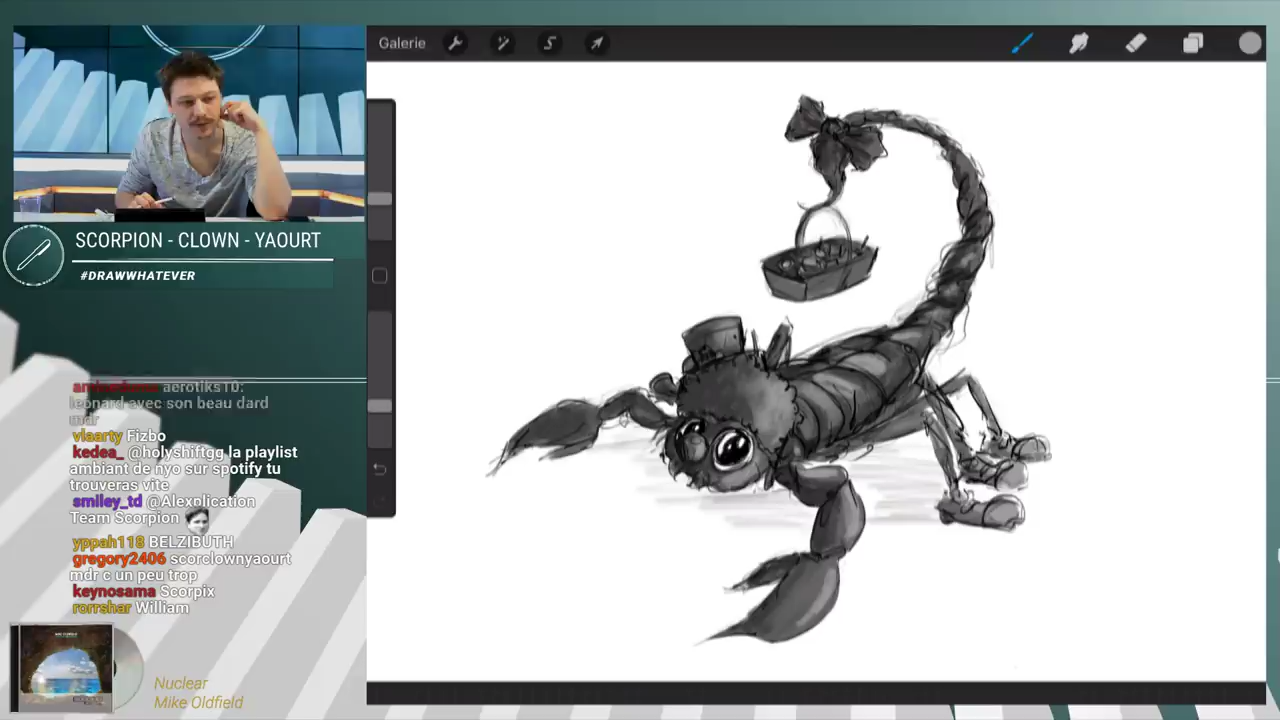 Galerie
SCORPION - CLOWN - YAOURT
#DRAWWHATEVER
aerotiks10:
leonard avec son beau dard
mdr
vlaarty Fizbo
kedea_ @holyshiftgg la playlist
ambiant de nyo sur spotify tu
trouveras vite
smiley_td @Alexplication
Team Scorpion
yppah118 BELZIBUTH
gregory2406 scorclownyaourt
mdr c un peu trop
keynosama Scorpix
rorrshar William
Nuclear
Mike Oldfield